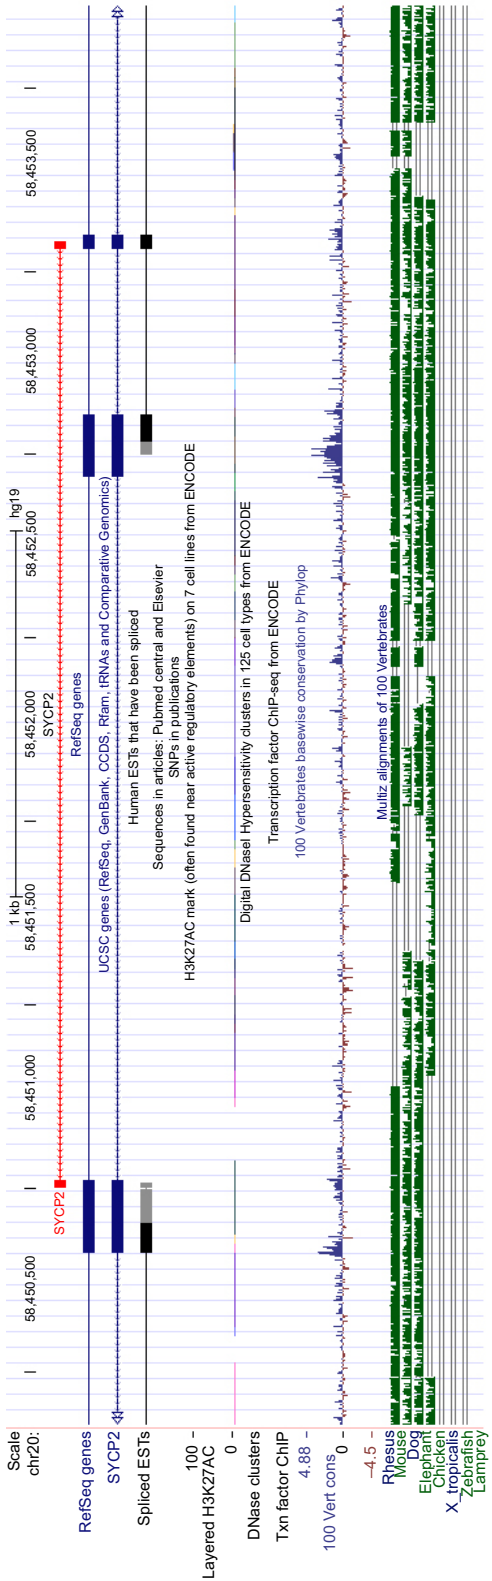 Scale
1 kb
hg19
chr20:
58,450,500
58,451,000
58,451,500
58,452,000
58,452,500
58,453,000
58,453,500
SYCP2
SYCP2
RefSeq genes
RefSeq genes
UCSC genes (RefSeq, GenBank, CCDS, Rfam, tRNAs and Comparative Genomics)
SYCP2
Human ESTs that have been spliced
Spliced ESTs
Sequences in articles: Pubmed central and Elsevier
SNPs in publications
H3K27AC mark (often found near active regulatory elements) on 7 cell lines from ENCODE
100
Layered H3K27AC
0
Digital DNaseI Hypersensitivity clusters in 125 cell types from ENCODE
DNase clusters
Transcription factor ChIP-seq from ENCODE
Txn factor ChIP
100 Vertebrates basewise conservation by Phylop
4.88
100 Vert cons
0
−4.5
Multiz alignments of 100 Vertebrates
Rhesus
Mouse
Dog
Elephant
Chicken
X_tropicalis
Zebrafish
Lamprey